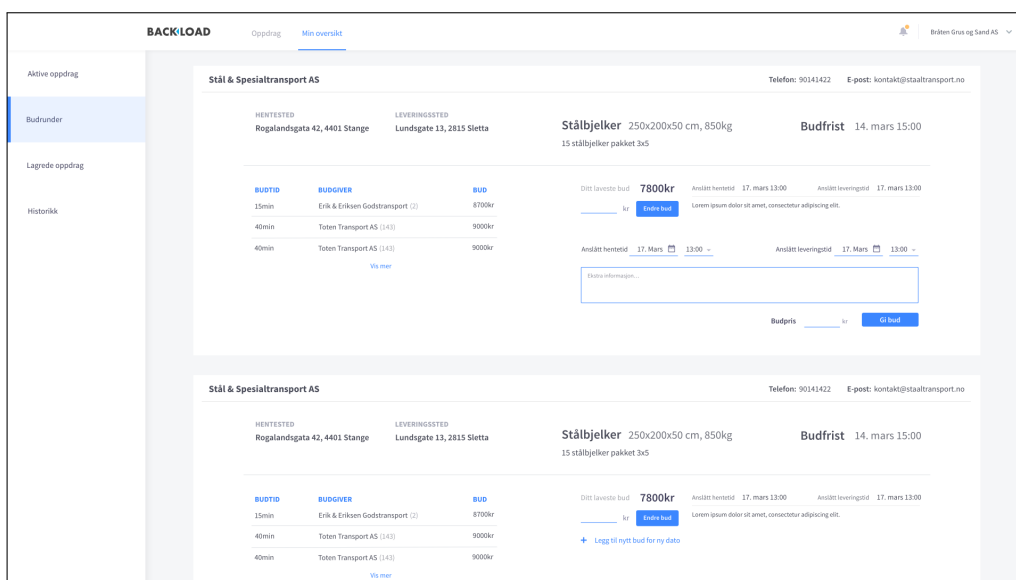 BACKLOAD Oppdrag Min oversikt Bråten Grus og Sand AS
Aktive oppdrag
Budrunder
Lagrede oppdrag
Historikk
Stål & Spesialtransport AS Telefon: 90141422 E-post: kontakt@staaltransport.no
HENTESTED LEVERINGSSTED
Rogalandsgata 42, 4401 Stange Lundsgate 13, 2815 Sletta
Stålbjelker 250x200x50 cm, 850kg Budfrist 14. mars 15:00
15 stålbjelker pakket 3x5
BUDTID BUDGIVER BUD
15min Erik & Eriksen Godstransport (2) 8700kr
40min Toten Transport AS (143) 9000kr
40min Toten Transport AS (143) 9000kr
Vis mer
Ditt laveste bud 7800kr Anslått hentetid 17. mars 13:00 Anslått leveringstid 17. mars 13:00
kr Endre bud Lorem ipsum dolor sit amet, consectetur adipiscing elit.
Anslått hentetid 17. Mars 13:00 Anslått leveringstid 17. Mars 13:00
Ekstra informasjon...
Budpris kr Gi bud
Stål & Spesialtransport AS Telefon: 90141422 E-post: kontakt@staaltransport.no
HENTESTED LEVERINGSSTED
Rogalandsgata 42, 4401 Stange Lundsgate 13, 2815 Sletta
Stålbjelker 250x200x50 cm, 850kg Budfrist 14. mars 15:00
15 stålbjelker pakket 3x5
BUDTID BUDGIVER BUD
15min Erik & Eriksen Godstransport (2) 8700kr
40min Toten Transport AS (143) 9000kr
40min Toten Transport AS (143) 9000kr
Vis mer
Ditt laveste bud 7800kr Anslått hentetid 17. mars 13:00 Anslått leveringstid 17. mars 13:00
kr Endre bud Lorem ipsum dolor sit amet, consectetur adipiscing elit.
+ Legg til nytt bud for ny dato